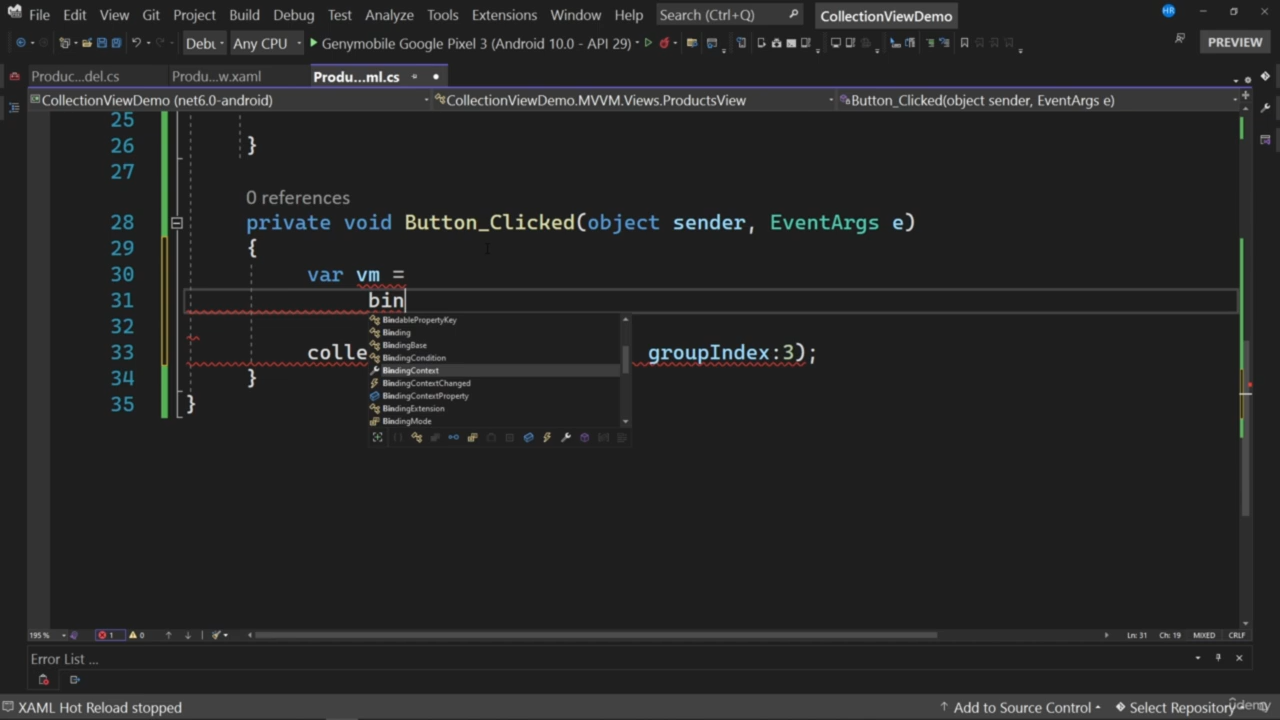 File Edit View Git Project Build Debug Test Analyze Tools Extensions Window Help Search (Ctrl+Q) CollectionViewDemo HR
Debu Any CPU Genymobile Google Pixel 3 (Android 10.0 - API 29) PREVIEW
Produc...del.cs Produ...w.xaml Produ...ml.cs
CollectionViewDemo (net6.0-android) CollectionViewDemo.MVVM.Views.ProductsView Button_Clicked(object sender, EventArgs e)
25
26 }
27
0 references
28 private void Button_Clicked(object sender, EventArgs e)
29 {
30 var vm =
31 bin
BindablePropertyKey
32 Binding
BindingBase
33 colle groupIndex:3);
BindingCondition
BindingContext
34 }
BindingContextChanged
BindingContextProperty
35 }
BindingExtension
BindingMode
195 % 1 0 Ln: 31 Ch: 19 MIXED CRLF
Error List ...
XAML Hot Reload stopped Add to Source Control Select Repository
Udemy